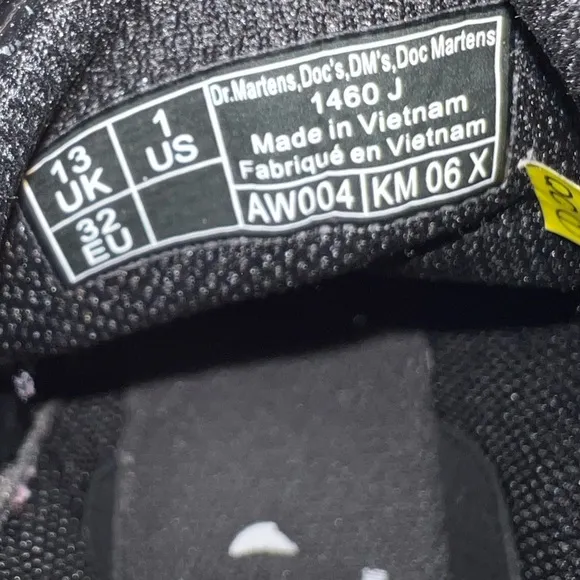 13 UK
1 US
32 EU
Dr.Martens,Doc's,DM's,Doc Martens
1460 J
Made in Vietnam
Fabriqué en Vietnam
AW004
KM 06 X